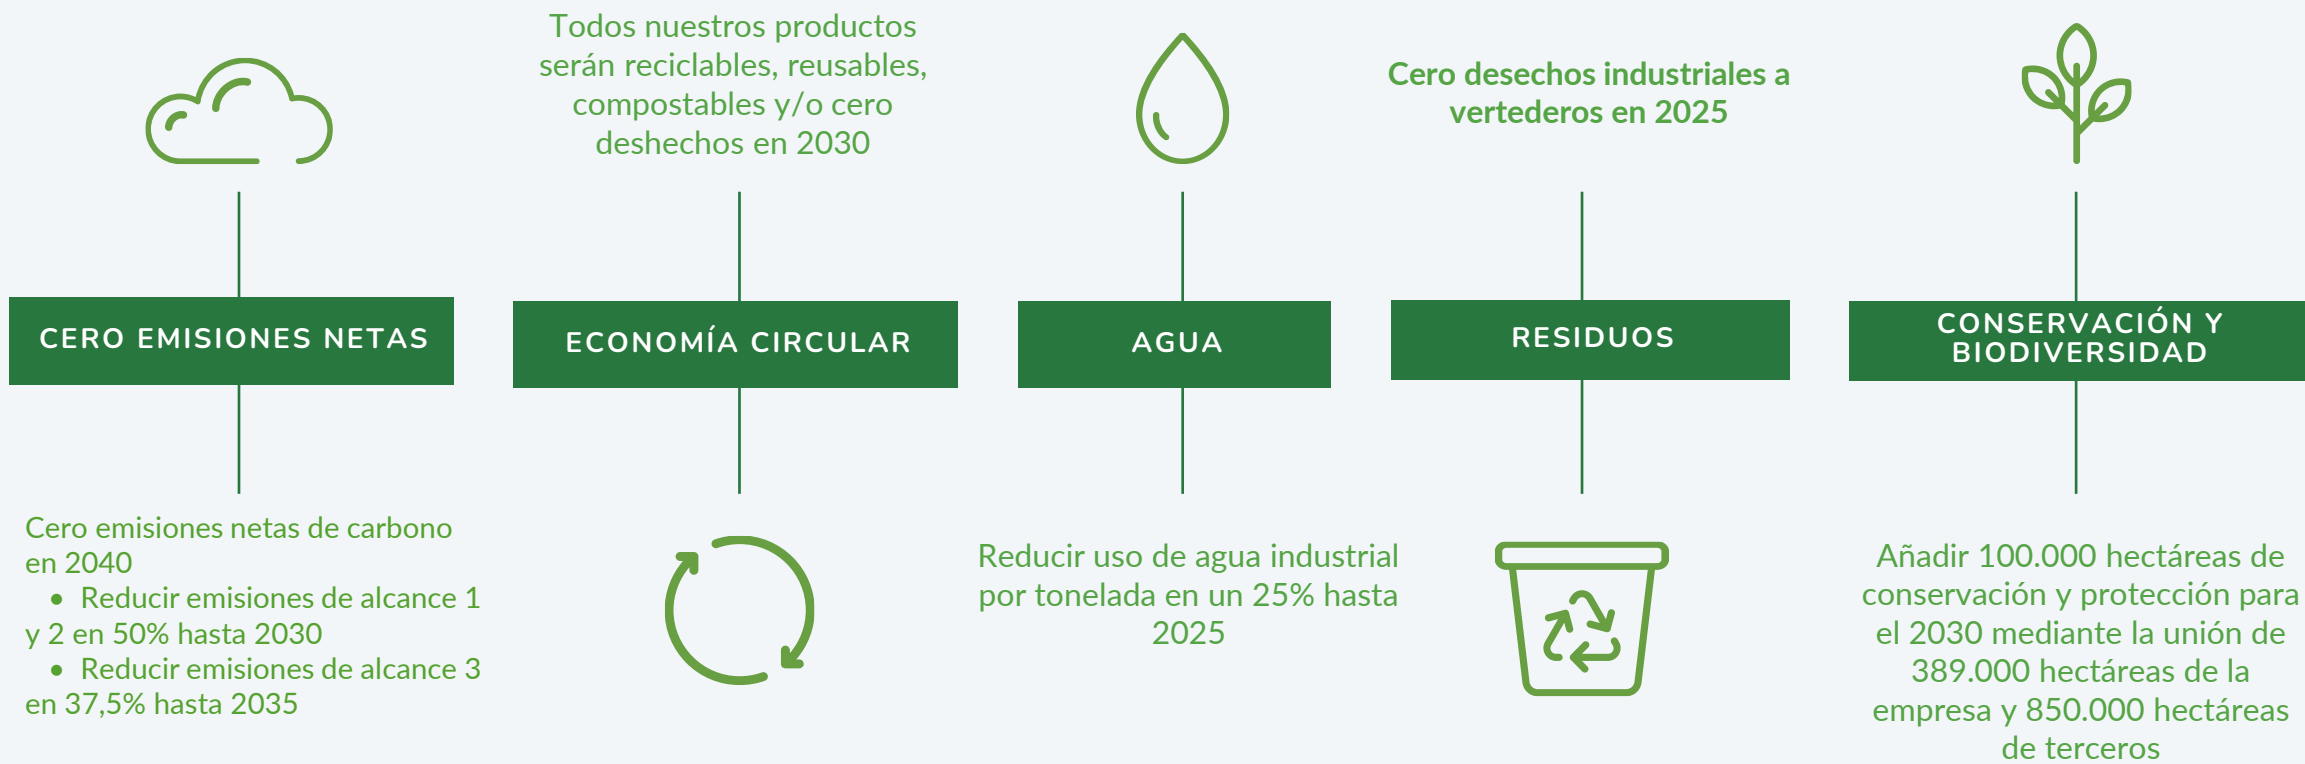 CERO EMISIONES NETAS
Cero emisiones netas de carbono
en 2040
• Reducir emisiones de alcance 1
y 2 en 50% hasta 2030
• Reducir emisiones de alcance 3
en 37,5% hasta 2035
Todos nuestros productos
serán reciclables, reusables,
compostables y/o cero
deshechos en 2030
ECONOMÍA CIRCULAR
AGUA
Reducir uso de agua industrial
por tonelada en un 25% hasta
2025
Cero desechos industriales a
vertederos en 2025
RESIDUOS
CONSERVACIÓN Y
BIODIVERSIDAD
Añadir 100.000 hectáreas de
conservación y protección para
el 2030 mediante la unión de
389.000 hectáreas de la
empresa y 850.000 hectáreas
de terceros